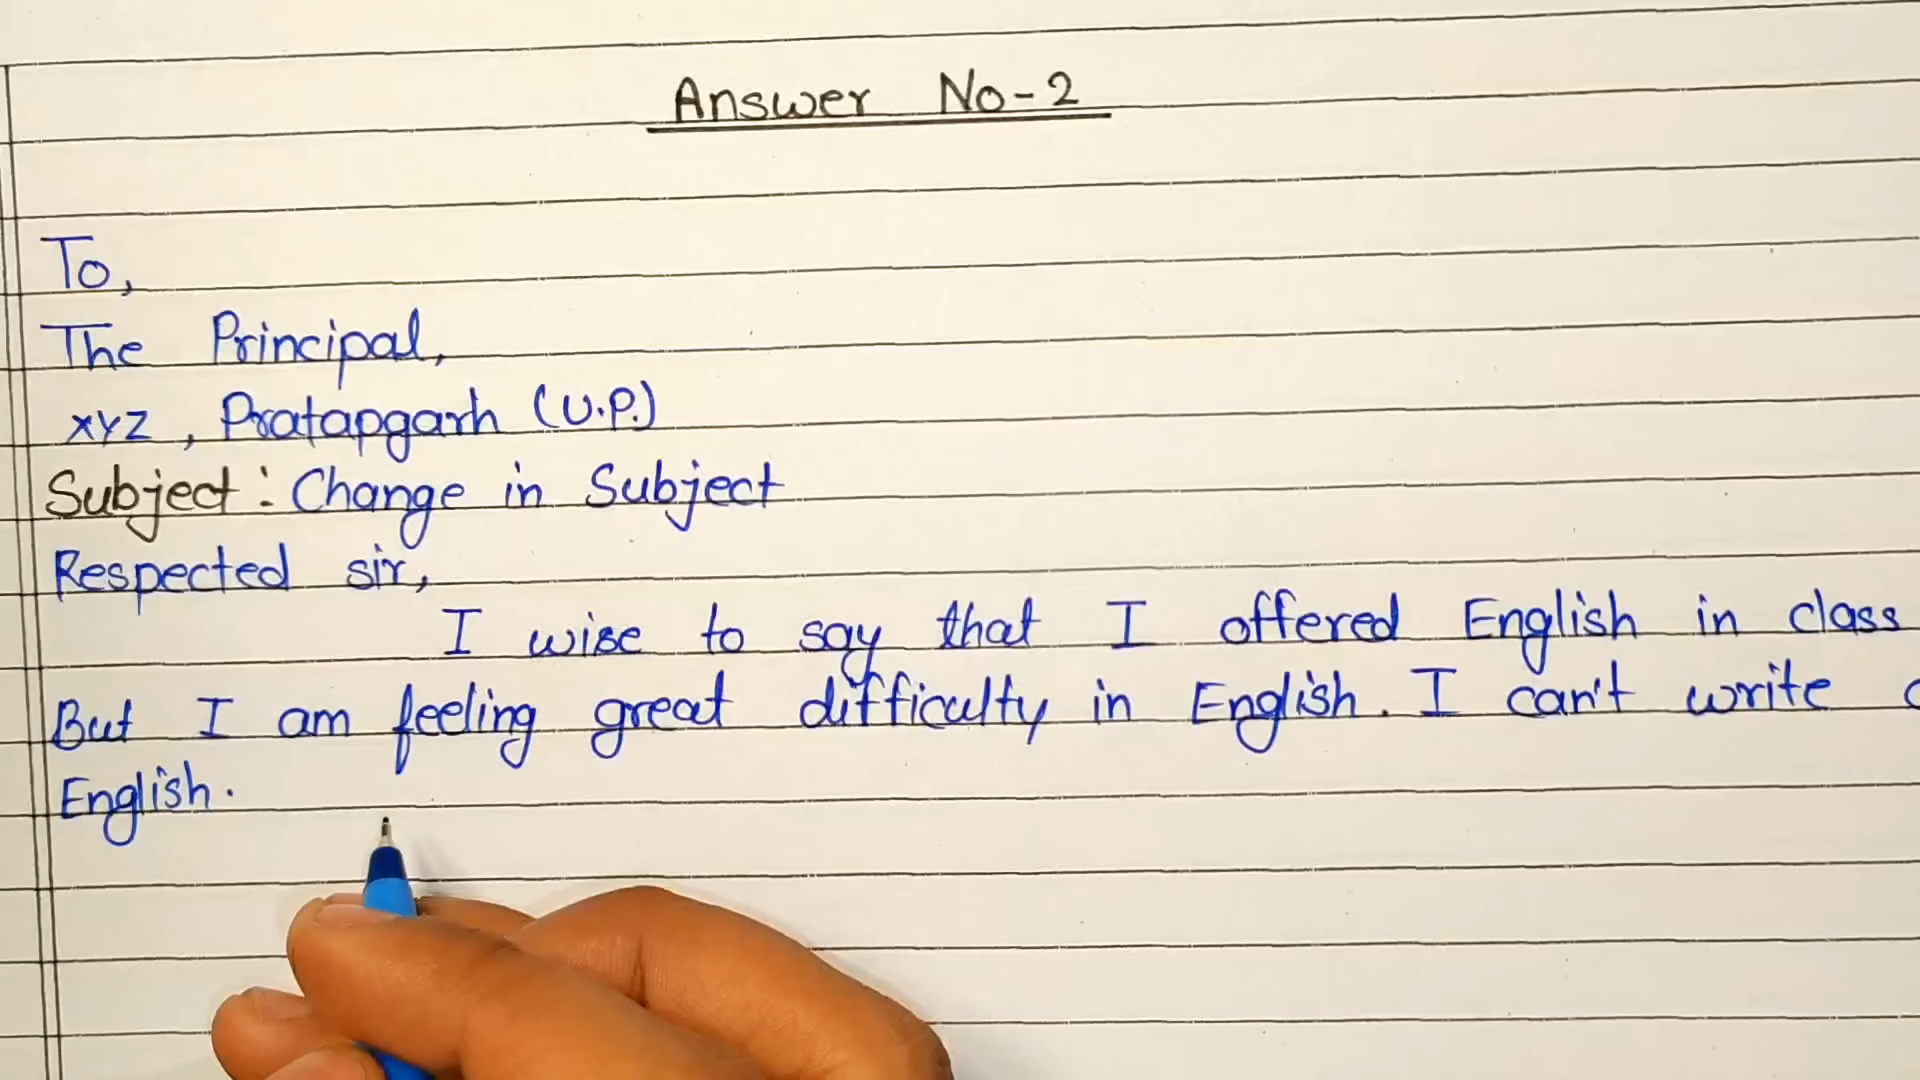 Answer No-2
To,
The Principal,
XYZ, Pratapgarh (U.P.)
Subject: Change in Subject
Respected sir,
I wise to say that I offered English in class
But I am feeling great difficulty in English. I can't write
English.